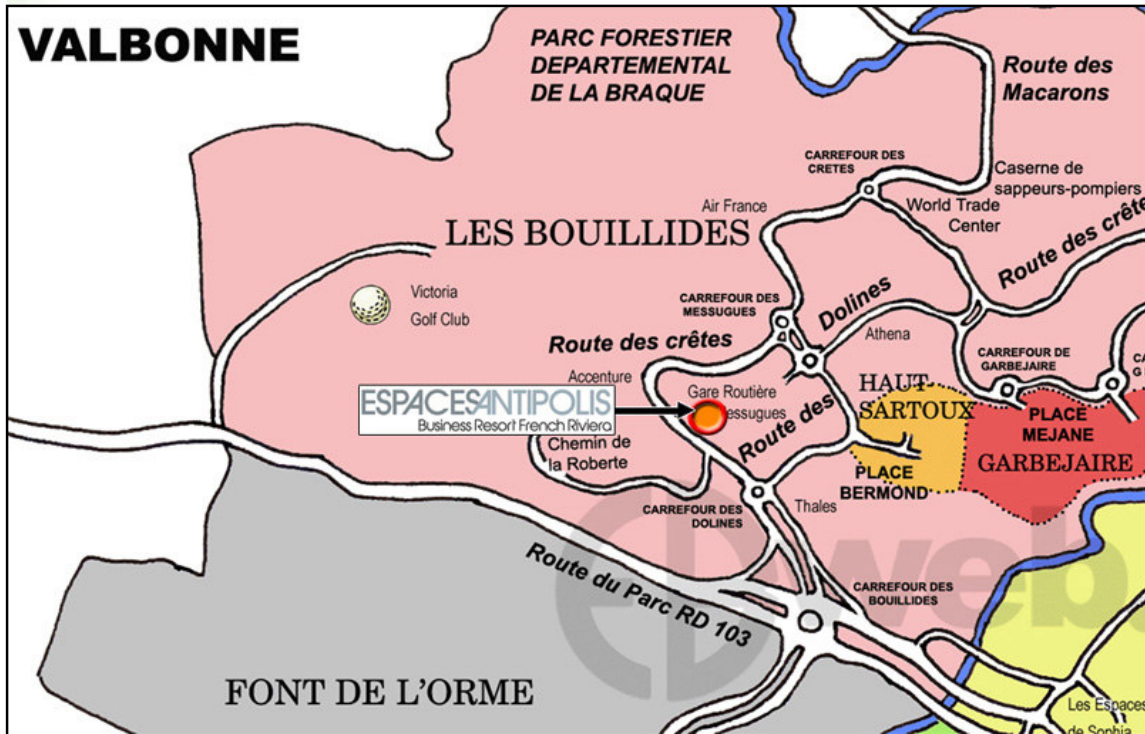 VALBONNE
PARC FORESTIER
DEPARTEMENTAL
DE LA BRAQUE
Route des
Macarons
CARREFOUR DES
CRETES
Caserne de
sappeurs-pompiers
Air France
World Trade
Center
LES BOUILLIDES
Route des crête
Victoria
Golf Club
CARREFOUR DES
MESSUGUES
Dolines
Route des crêtes
Athena
CARREFOUR DE
GARBEJAIRE
CA
G
Accenture
Gare Routière
essugues
HAUT
SARTOUX
ESPACESANTIPOLIS
Business Resort French Riviera
Route des
PLACE
MEJANE
Chemin de
la Roberte
PLACE
BERMOND
GARBEJAIRE
CARREFOUR DES
DOLINES
Thales
Route du Parc RD 103
web
CARREFOUR DES
BOUILLIDES
FONT DE L'ORME
Les Espaces
de Sophia